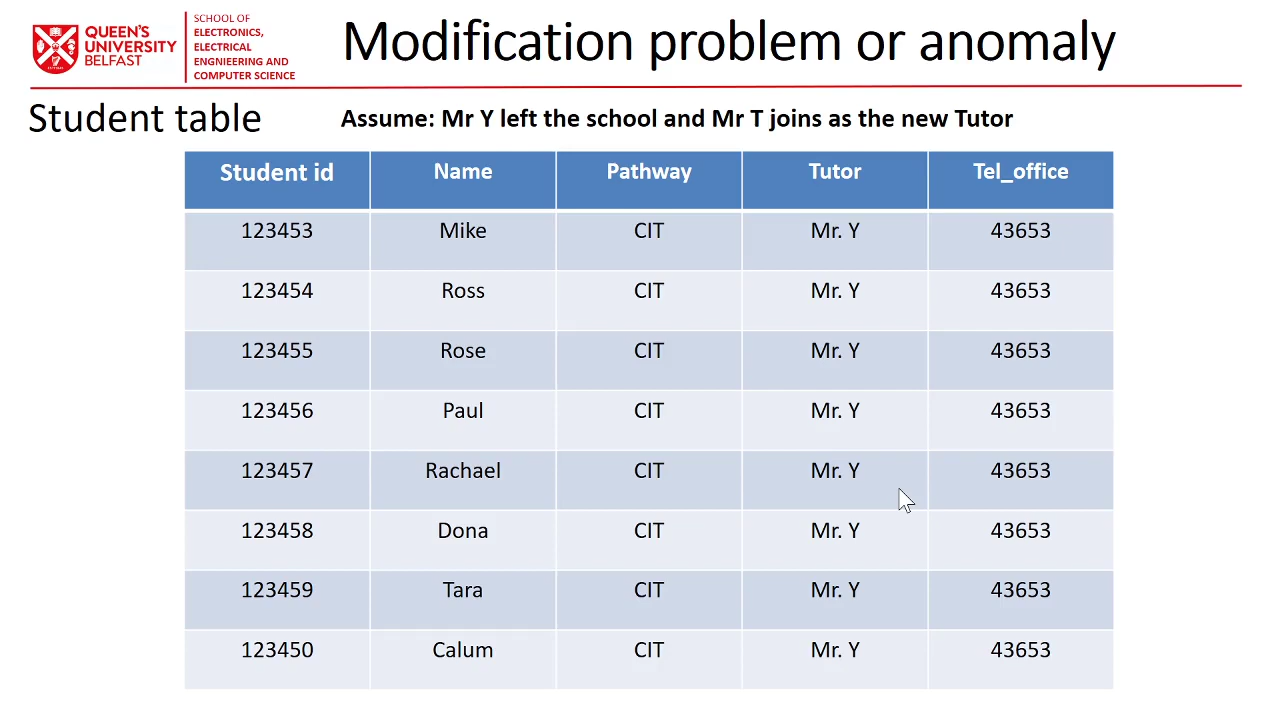 QUEEN'S
UNIVERSITY
BELFAST
SCHOOL OF
ELECTRONICS,
ELECTRICAL
ENGNIEERING AND
COMPUTER SCIENCE
Modification problem or anomaly
Student table
Assume: Mr Y left the school and Mr T joins as the new Tutor
Student id Name Pathway Tutor Tel_office
123453 Mike CIT Mr. Y 43653
123454 Ross CIT Mr. Y 43653
123455 Rose CIT Mr. Y 43653
123456 Paul CIT Mr. Y 43653
123457 Rachael CIT Mr. Y 43653
123458 Dona CIT Mr. Y 43653
123459 Tara CIT Mr. Y 43653
123450 Calum CIT Mr. Y 43653